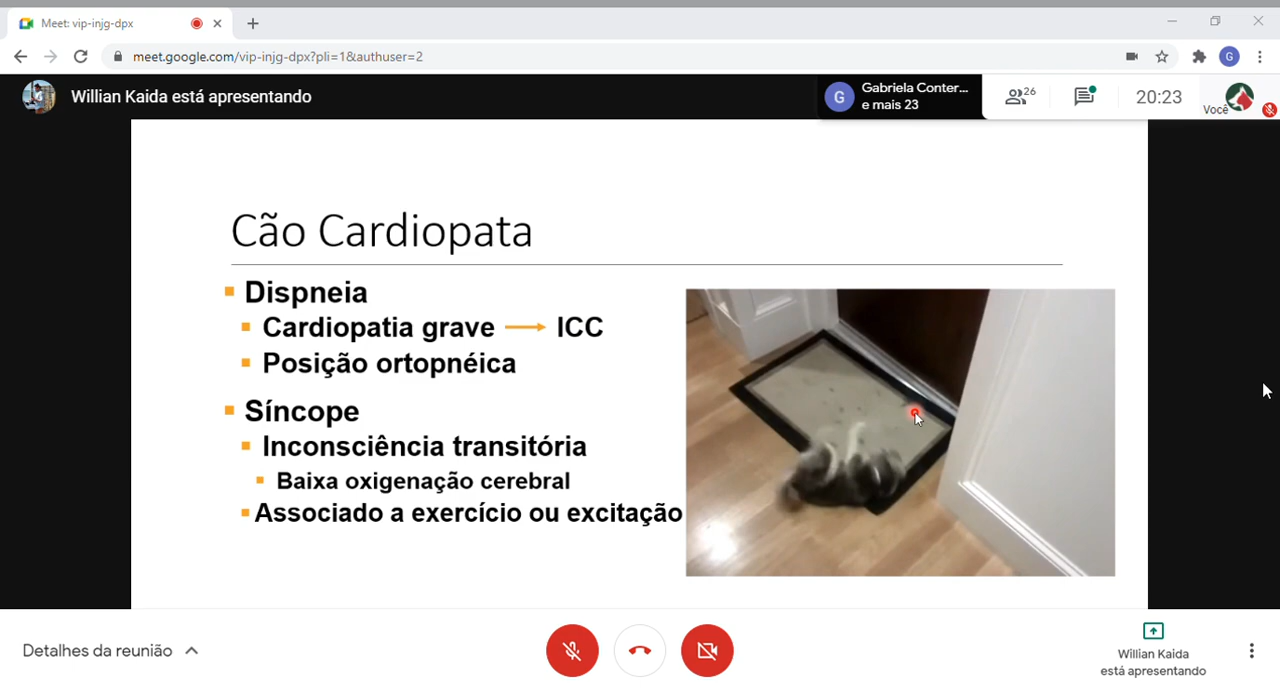 Meet: vip-injg-dpx
meet.google.com/vip-injg-dpx?pli=1&authuser=2
G
Willian Kaida está apresentando
G
Gabriela Conter...
e mais 23
26
20:23
Você
Cão Cardiopata
Dispneia
Cardiopatia grave → ICC
Posição ortopnéica
Síncope
Inconsciência transitória
Baixa oxigenação cerebral
Associado a exercício ou excitação
Detalhes da reunião
Willian Kaida
está apresentando